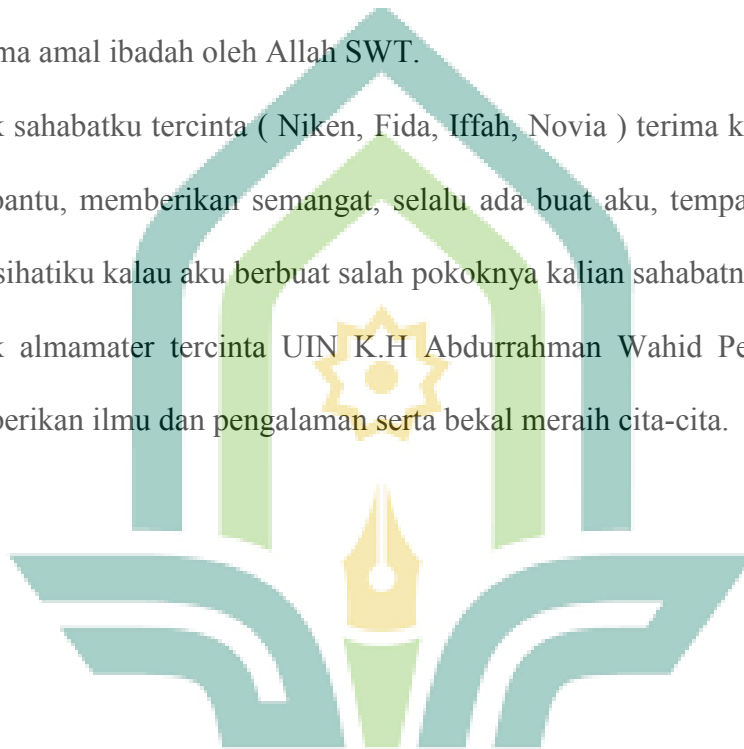 ma amal ibadah oleh Allah SWT.
k sahabatku tercinta ( Niken, Fida, Iffah, Novia ) terima k
bantu, memberikan semangat, selalu ada buat aku, tempa
sihatiku kalau aku berbuat salah pokoknya kalian sahabatn
k almamater tercinta UIN K.H Abdurrahman Wahid Pe
berikan ilmu dan pengalaman serta bekal meraih cita-cita.